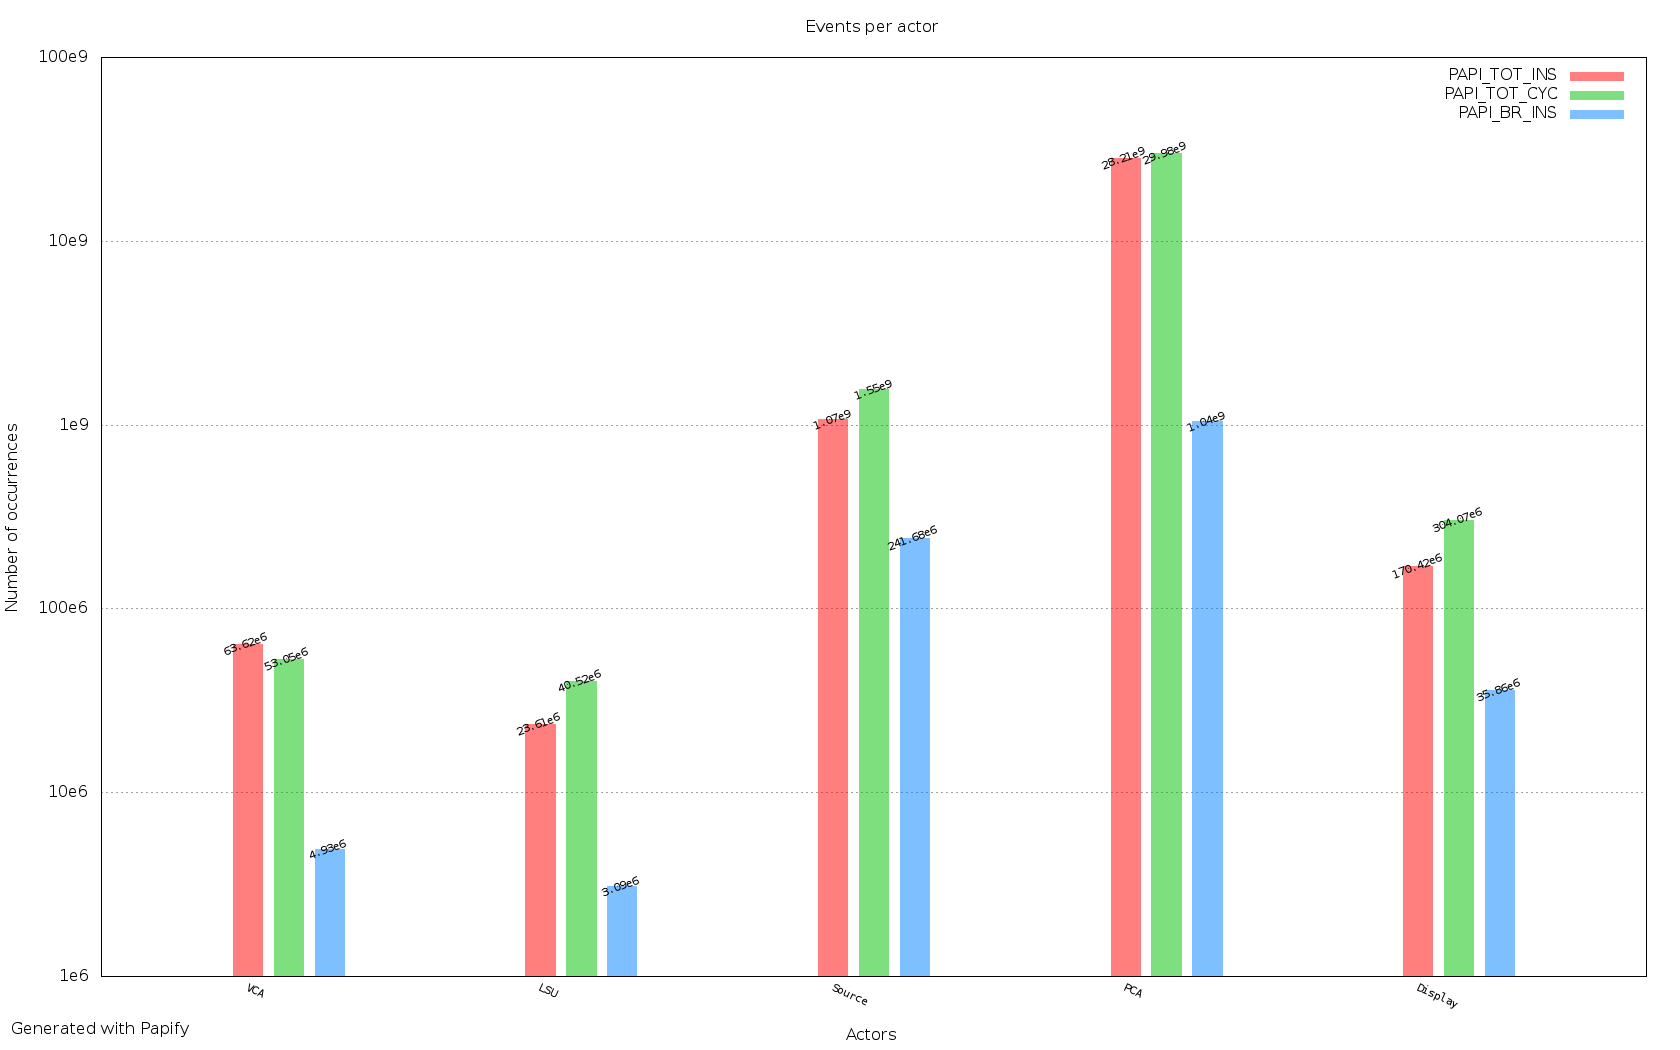 Events per actor
100e9
10e9
1e9
100e6
10e6
1e6
Number of occurrences
PAPI_TOT_INS
PAPI_TOT_CYC
PAPI_BR_INS
63.62e6
53.05e6
4.93e6
23.61e6
40.52e6
3.09e6
1.07e9
1.55e9
241.68e6
28.21e9
29.98e9
1.04e9
170.42e6
304.07e6
35.86e6
VCA
LSU
Source
PCA
Display
Actors
Generated with Papify